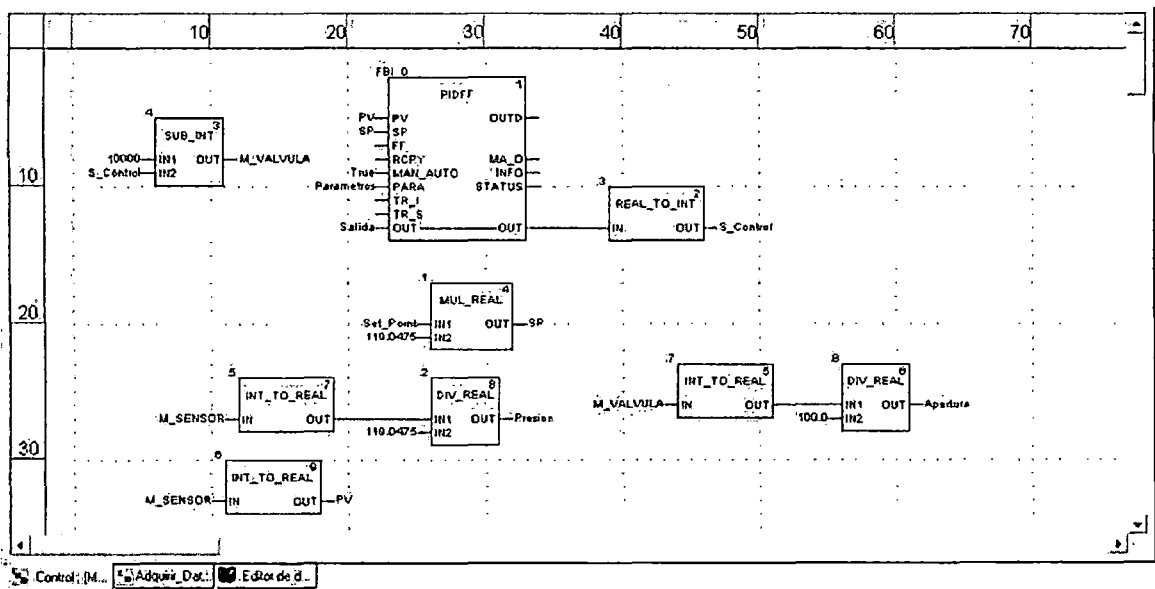 10 20 30 40 50 60 70
FBI_0
1
PIDFF
PV PV OUTD
SP SP
FF
RCPY MA_O
True MAN_AUTO INFO
Parametros PARA STATUS
TR_I
TR_S
Salida OUT OUT
4
SUB_INT 3
10000 IN1 OUT M_VALVULA
S_Control IN2
10
3
REAL_TO_INT 2
IN OUT S_Control
20
1
MUL_REAL 4
Set_Point IN1 OUT SP
110.0475 IN2
5
INT_TO_REAL 7
M_SENSOR IN OUT
2
DIV_REAL 8
IN1 OUT Presion
110.0475 IN2
7
INT_TO_REAL 5
M_VALVULA IN OUT
8
DIV_REAL 6
IN1 OUT Apertura
100.0 IN2
30
6
INT_TO_REAL 9
M_SENSOR IN OUT PV
Control : [M... Adquirir_Dat... Editor de d...